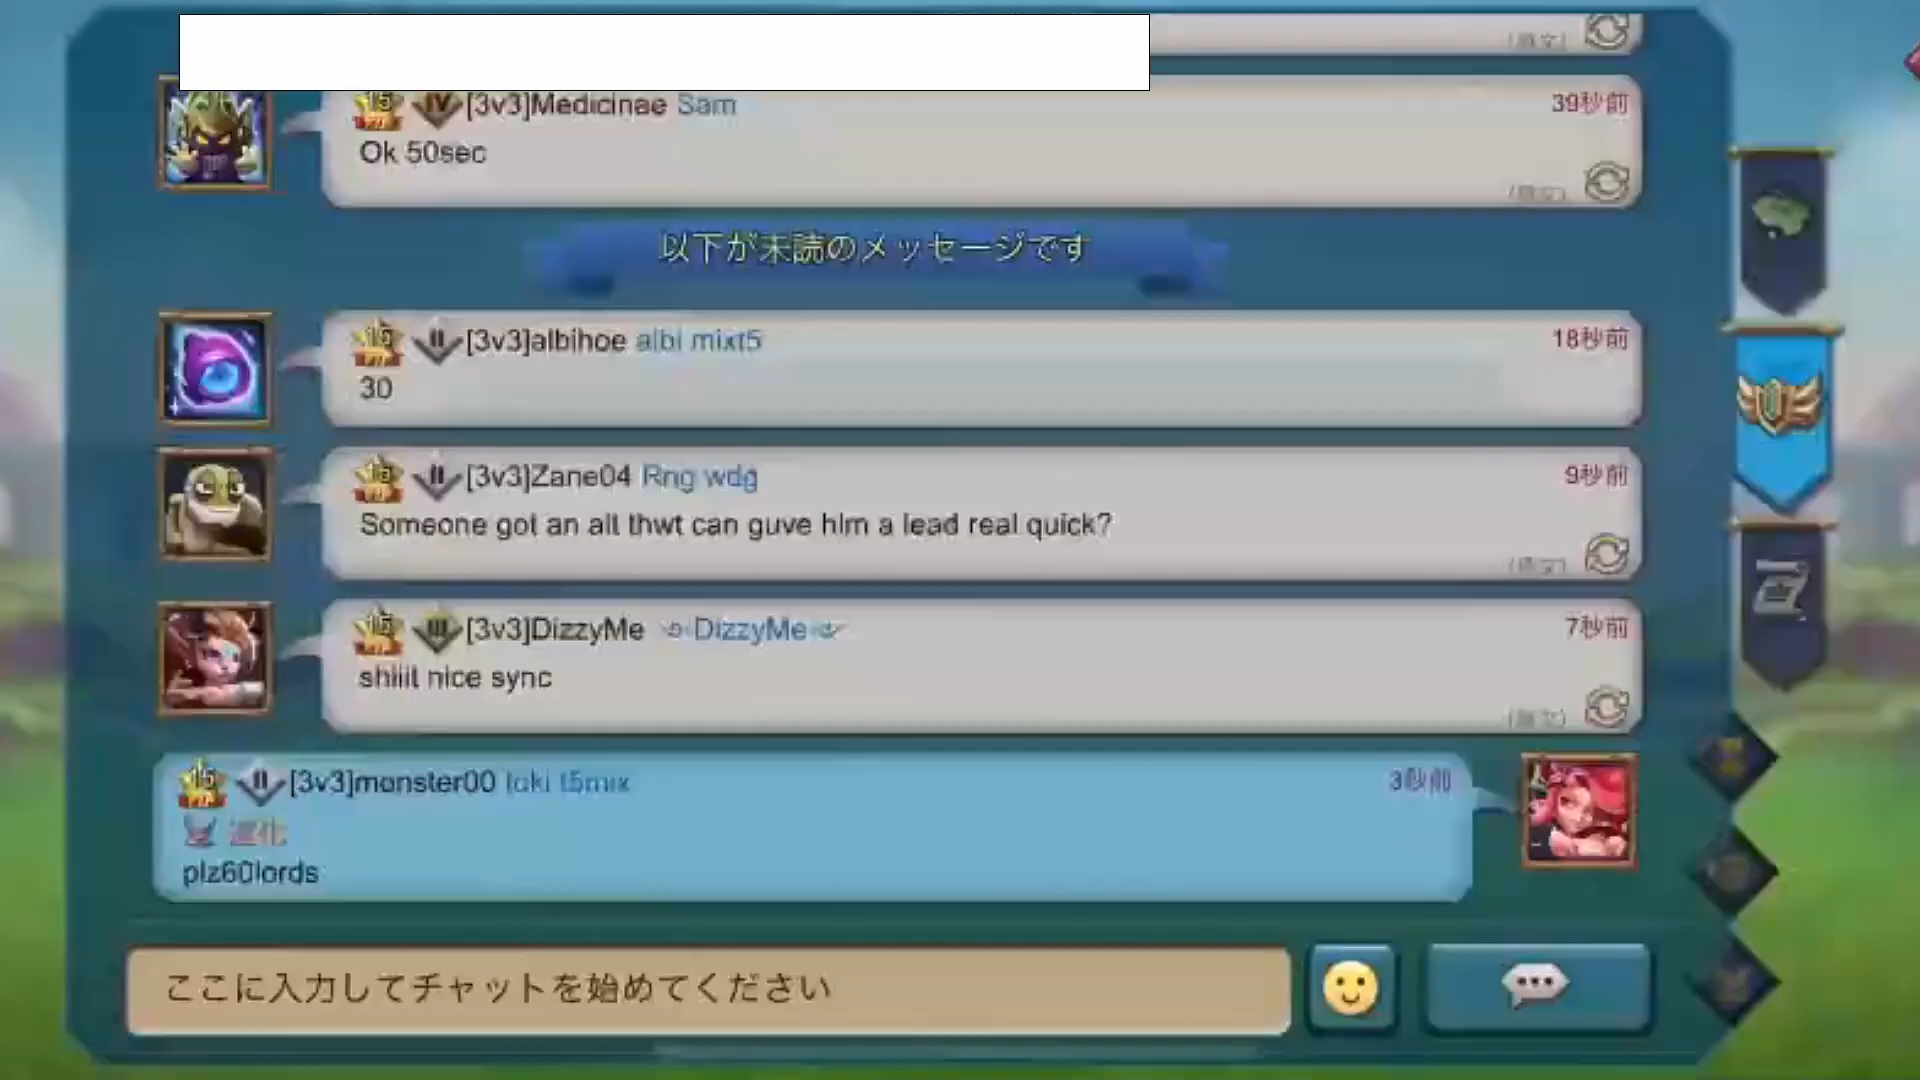 [3v3]Medicinae Sam 39秒前
Ok 50sec
以下が未読のメッセージです
[3v3]albihoe albi mixt5 18秒前
30
[3v3]Zane04 Rng wdg 9秒前
Someone got an alt thwt can guve him a lead real quick?
[3v3]DizzyMe DizzyMe 7秒前
shiiit nice sync
[3v3]monster00 loki t5mix 3秒前
plz60lords
ここに入力してチャットを始めてください